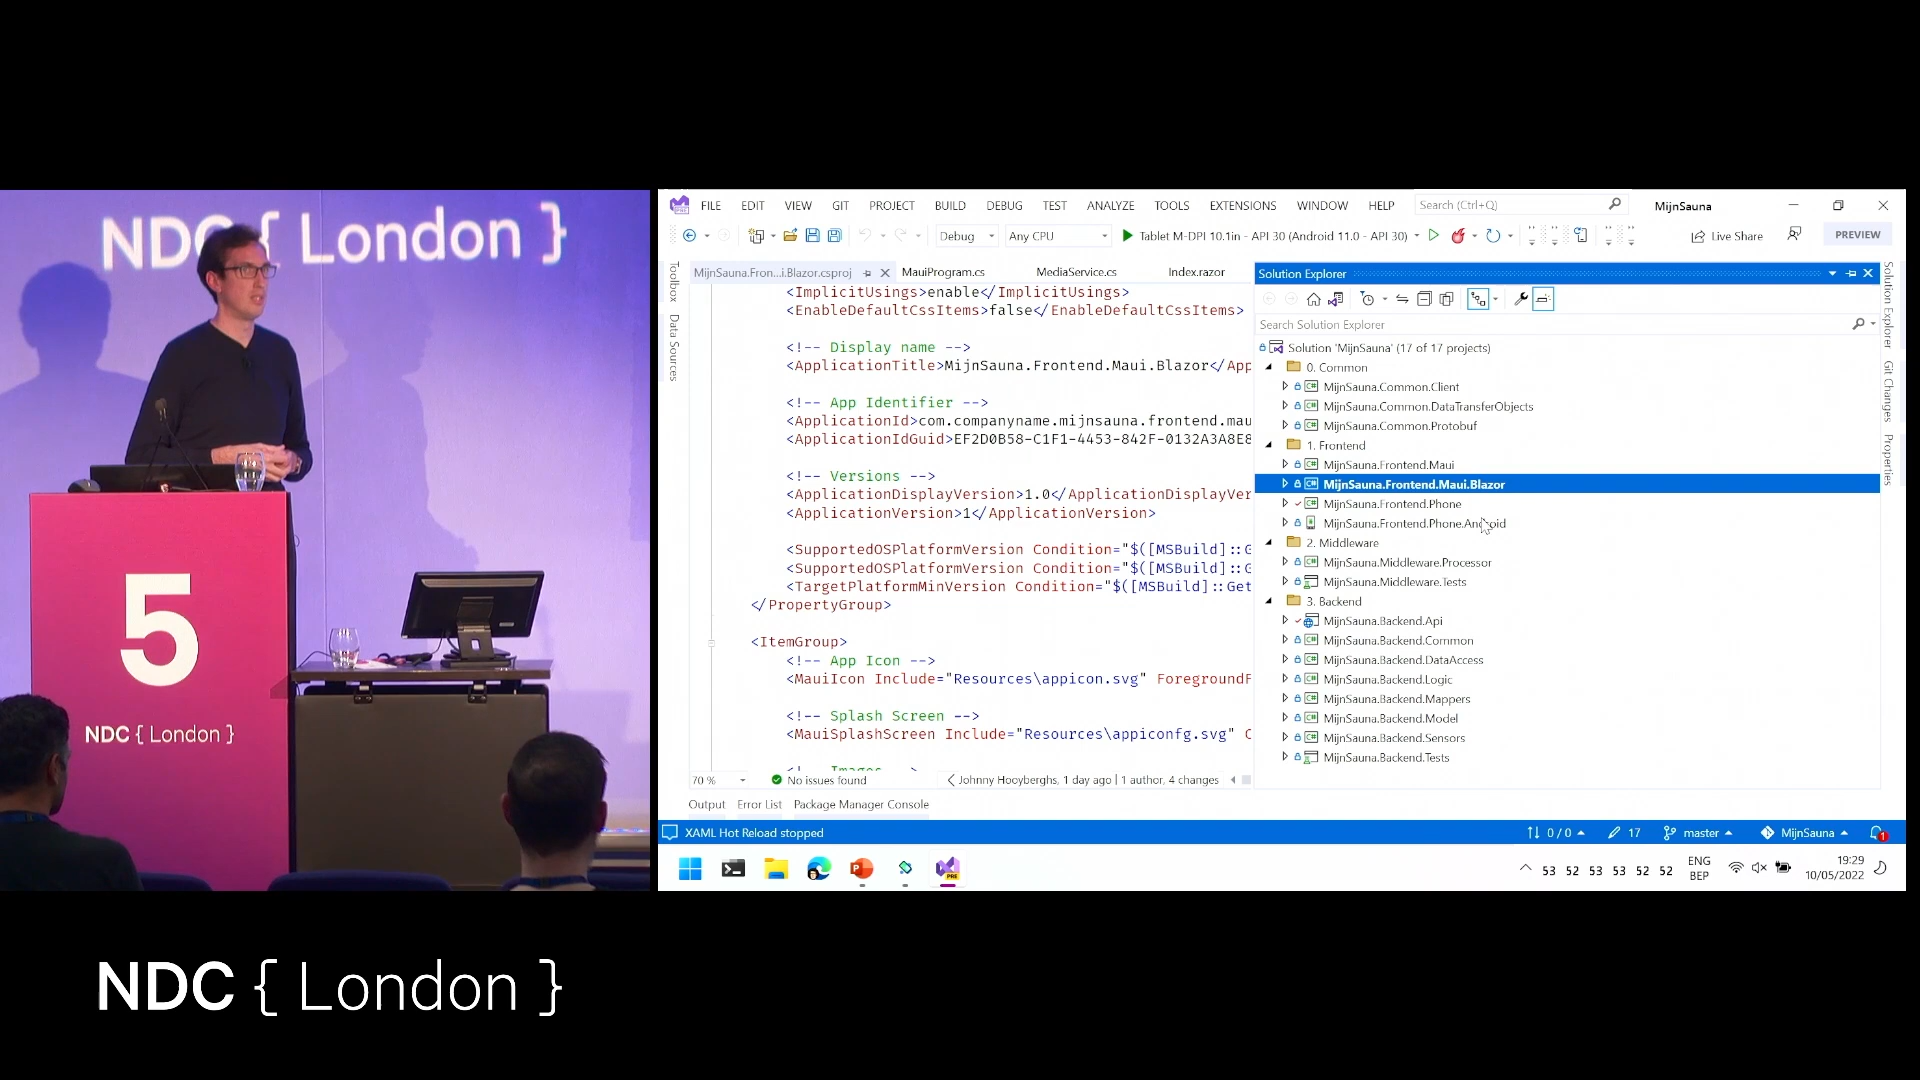 NDC { London }
5
NDC { London }
NDC { London }
FILE EDIT VIEW GIT PROJECT BUILD DEBUG TEST ANALYZE TOOLS EXTENSIONS WINDOW HELP Search (Ctrl+Q) MijnSauna
Debug Any CPU Tablet M-DPI 10.1in - API 30 (Android 11.0 - API 30) Live Share PREVIEW
Toolbox
Data Sources
MijnSauna.Fron...i.Blazor.csproj MauiProgram.cs MediaService.cs Index.razor
<ImplicitUsings>enable</ImplicitUsings>
<EnableDefaultCssItems>false</EnableDefaultCssItems>
<!-- Display name -->
<ApplicationTitle>MijnSauna.Frontend.Maui.Blazor</App
<!-- App Identifier -->
<ApplicationId>com.companyname.mijnsauna.frontend.mau
<ApplicationIdGuid>EF2D0B58-C1F1-4453-842F-0132A3A8E8
<!-- Versions -->
<ApplicationDisplayVersion>1.0</ApplicationDisplayVer
<ApplicationVersion>1</ApplicationVersion>
<SupportedOSPlatformVersion Condition="$([MSBuild]::G
<SupportedOSPlatformVersion Condition="$([MSBuild]::G
<TargetPlatformMinVersion Condition="$([MSBuild]::Get
</PropertyGroup>
<ItemGroup>
<!-- App Icon -->
<MauiIcon Include="Resources\appicon.svg" ForegroundF
<!-- Splash Screen -->
<MauiSplashScreen Include="Resources\appiconfg.svg" C
<!-- Images -->
70 % No issues found Johnny Hooyberghs, 1 day ago | 1 author, 4 changes
Solution Explorer
Search Solution Explorer
Solution 'MijnSauna' (17 of 17 projects)
0. Common
MijnSauna.Common.Client
MijnSauna.Common.DataTransferObjects
MijnSauna.Common.Protobuf
1. Frontend
MijnSauna.Frontend.Maui
MijnSauna.Frontend.Maui.Blazor
MijnSauna.Frontend.Phone
MijnSauna.Frontend.Phone.Android
2. Middleware
MijnSauna.Middleware.Processor
MijnSauna.Middleware.Tests
3. Backend
MijnSauna.Backend.Api
MijnSauna.Backend.Common
MijnSauna.Backend.DataAccess
MijnSauna.Backend.Logic
MijnSauna.Backend.Mappers
MijnSauna.Backend.Model
MijnSauna.Backend.Sensors
MijnSauna.Backend.Tests
Solution Explorer
Git Changes
Properties
Output Error List Package Manager Console
XAML Hot Reload stopped 0 / 0 17 master MijnSauna 1
53 52 53 53 52 52 ENG BEP 19:29 10/05/2022